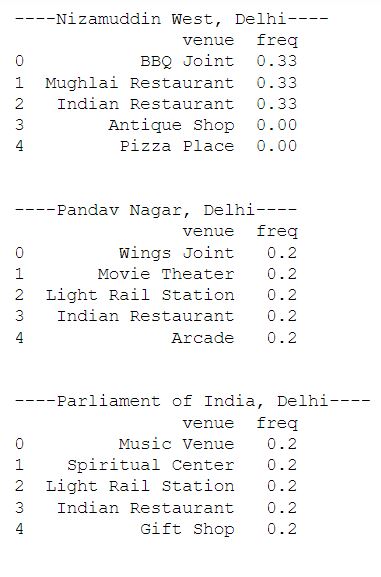 ----Nizamuddin West, Delhi----
venue freq
0 BBQ Joint 0.33
1 Mughlai Restaurant 0.33
2 Indian Restaurant 0.33
3 Antique Shop 0.00
4 Pizza Place 0.00
----Pandav Nagar, Delhi----
venue freq
0 Wings Joint 0.2
1 Movie Theater 0.2
2 Light Rail Station 0.2
3 Indian Restaurant 0.2
4 Arcade 0.2
----Parliament of India, Delhi----
venue freq
0 Music Venue 0.2
1 Spiritual Center 0.2
2 Light Rail Station 0.2
3 Indian Restaurant 0.2
4 Gift Shop 0.2